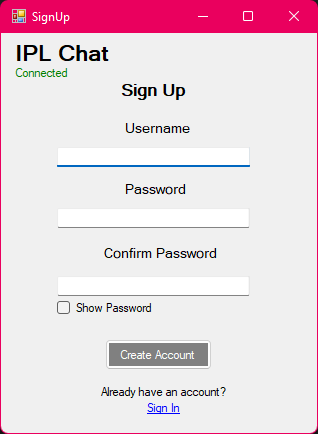 SignUp
IPL Chat
Connected
Sign Up
Username
Password
Confirm Password
Show Password
Create Account
Already have an account?
Sign In